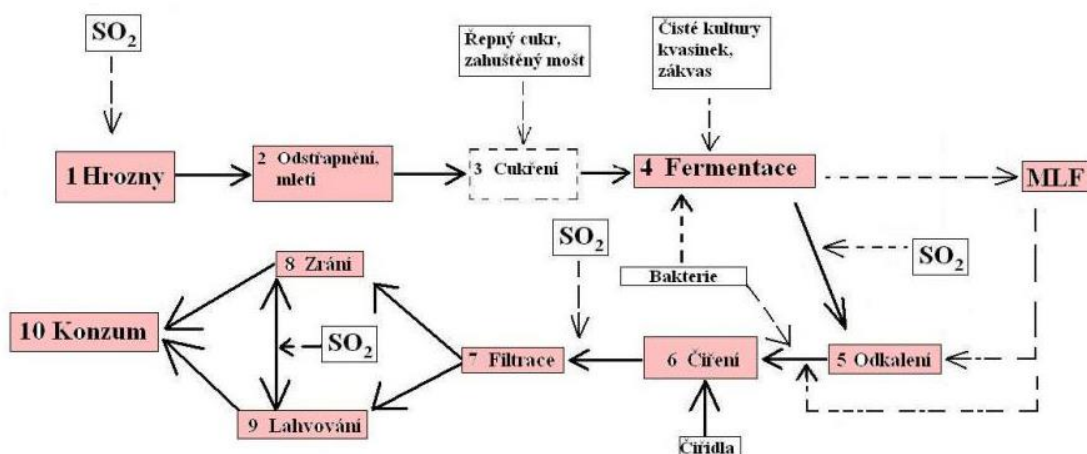 SO₂
Řepný cukr,
zahuštěný mošt
Čisté kultury
kvasinek,
zákvas
1 Hrozny
2 Odstřapnění,
mletí
3 Cukření
4 Fermentace
MLF
SO₂
SO₂
Bakterie
8 Zrání
10 Konzum
SO₂
7 Filtrace
6 Čiření
5 Odkalení
9 Lahvování
Čiřidla